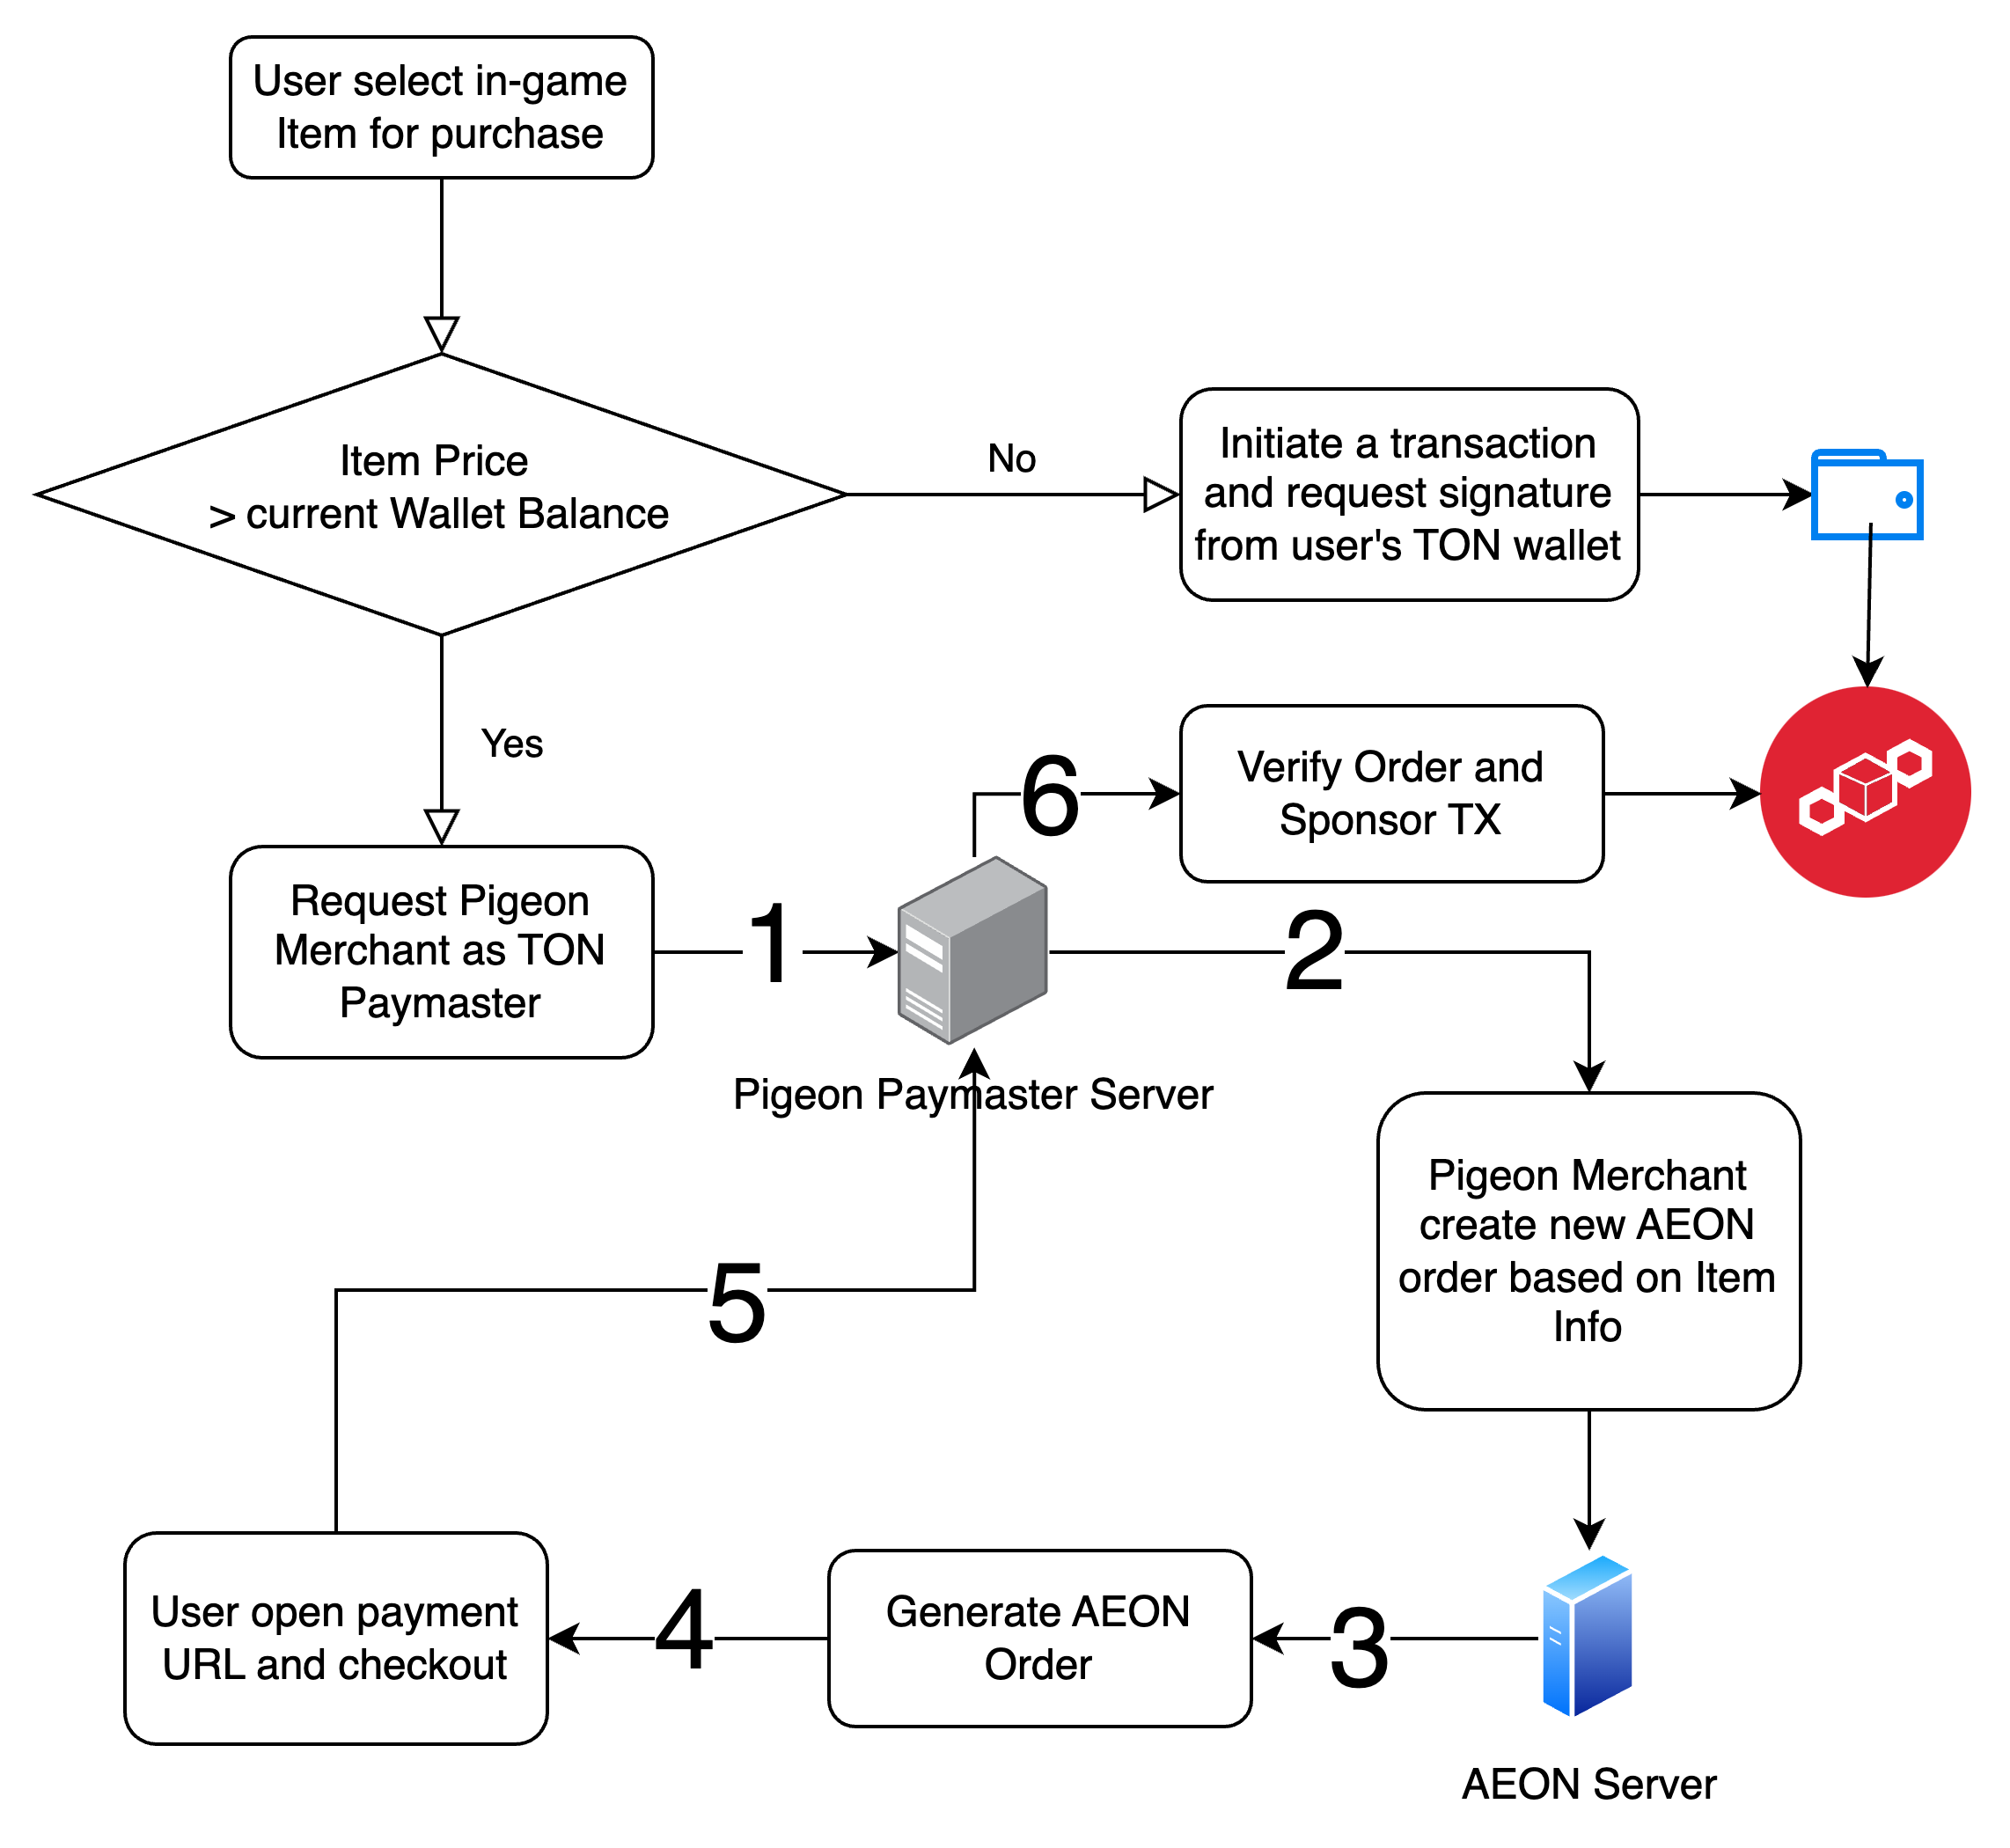 User select in-game
Item for purchase
Item Price
> current Wallet Balance
No
Initiate a transaction
and request signature
from user's TON wallet
Yes
6
Verify Order and
Sponsor TX
Request Pigeon
Merchant as TON
Paymaster
1
2
Pigeon Paymaster Server
Pigeon Merchant
create new AEON
order based on Item
Info
5
User open payment
URL and checkout
4
Generate AEON
Order
3
AEON Server